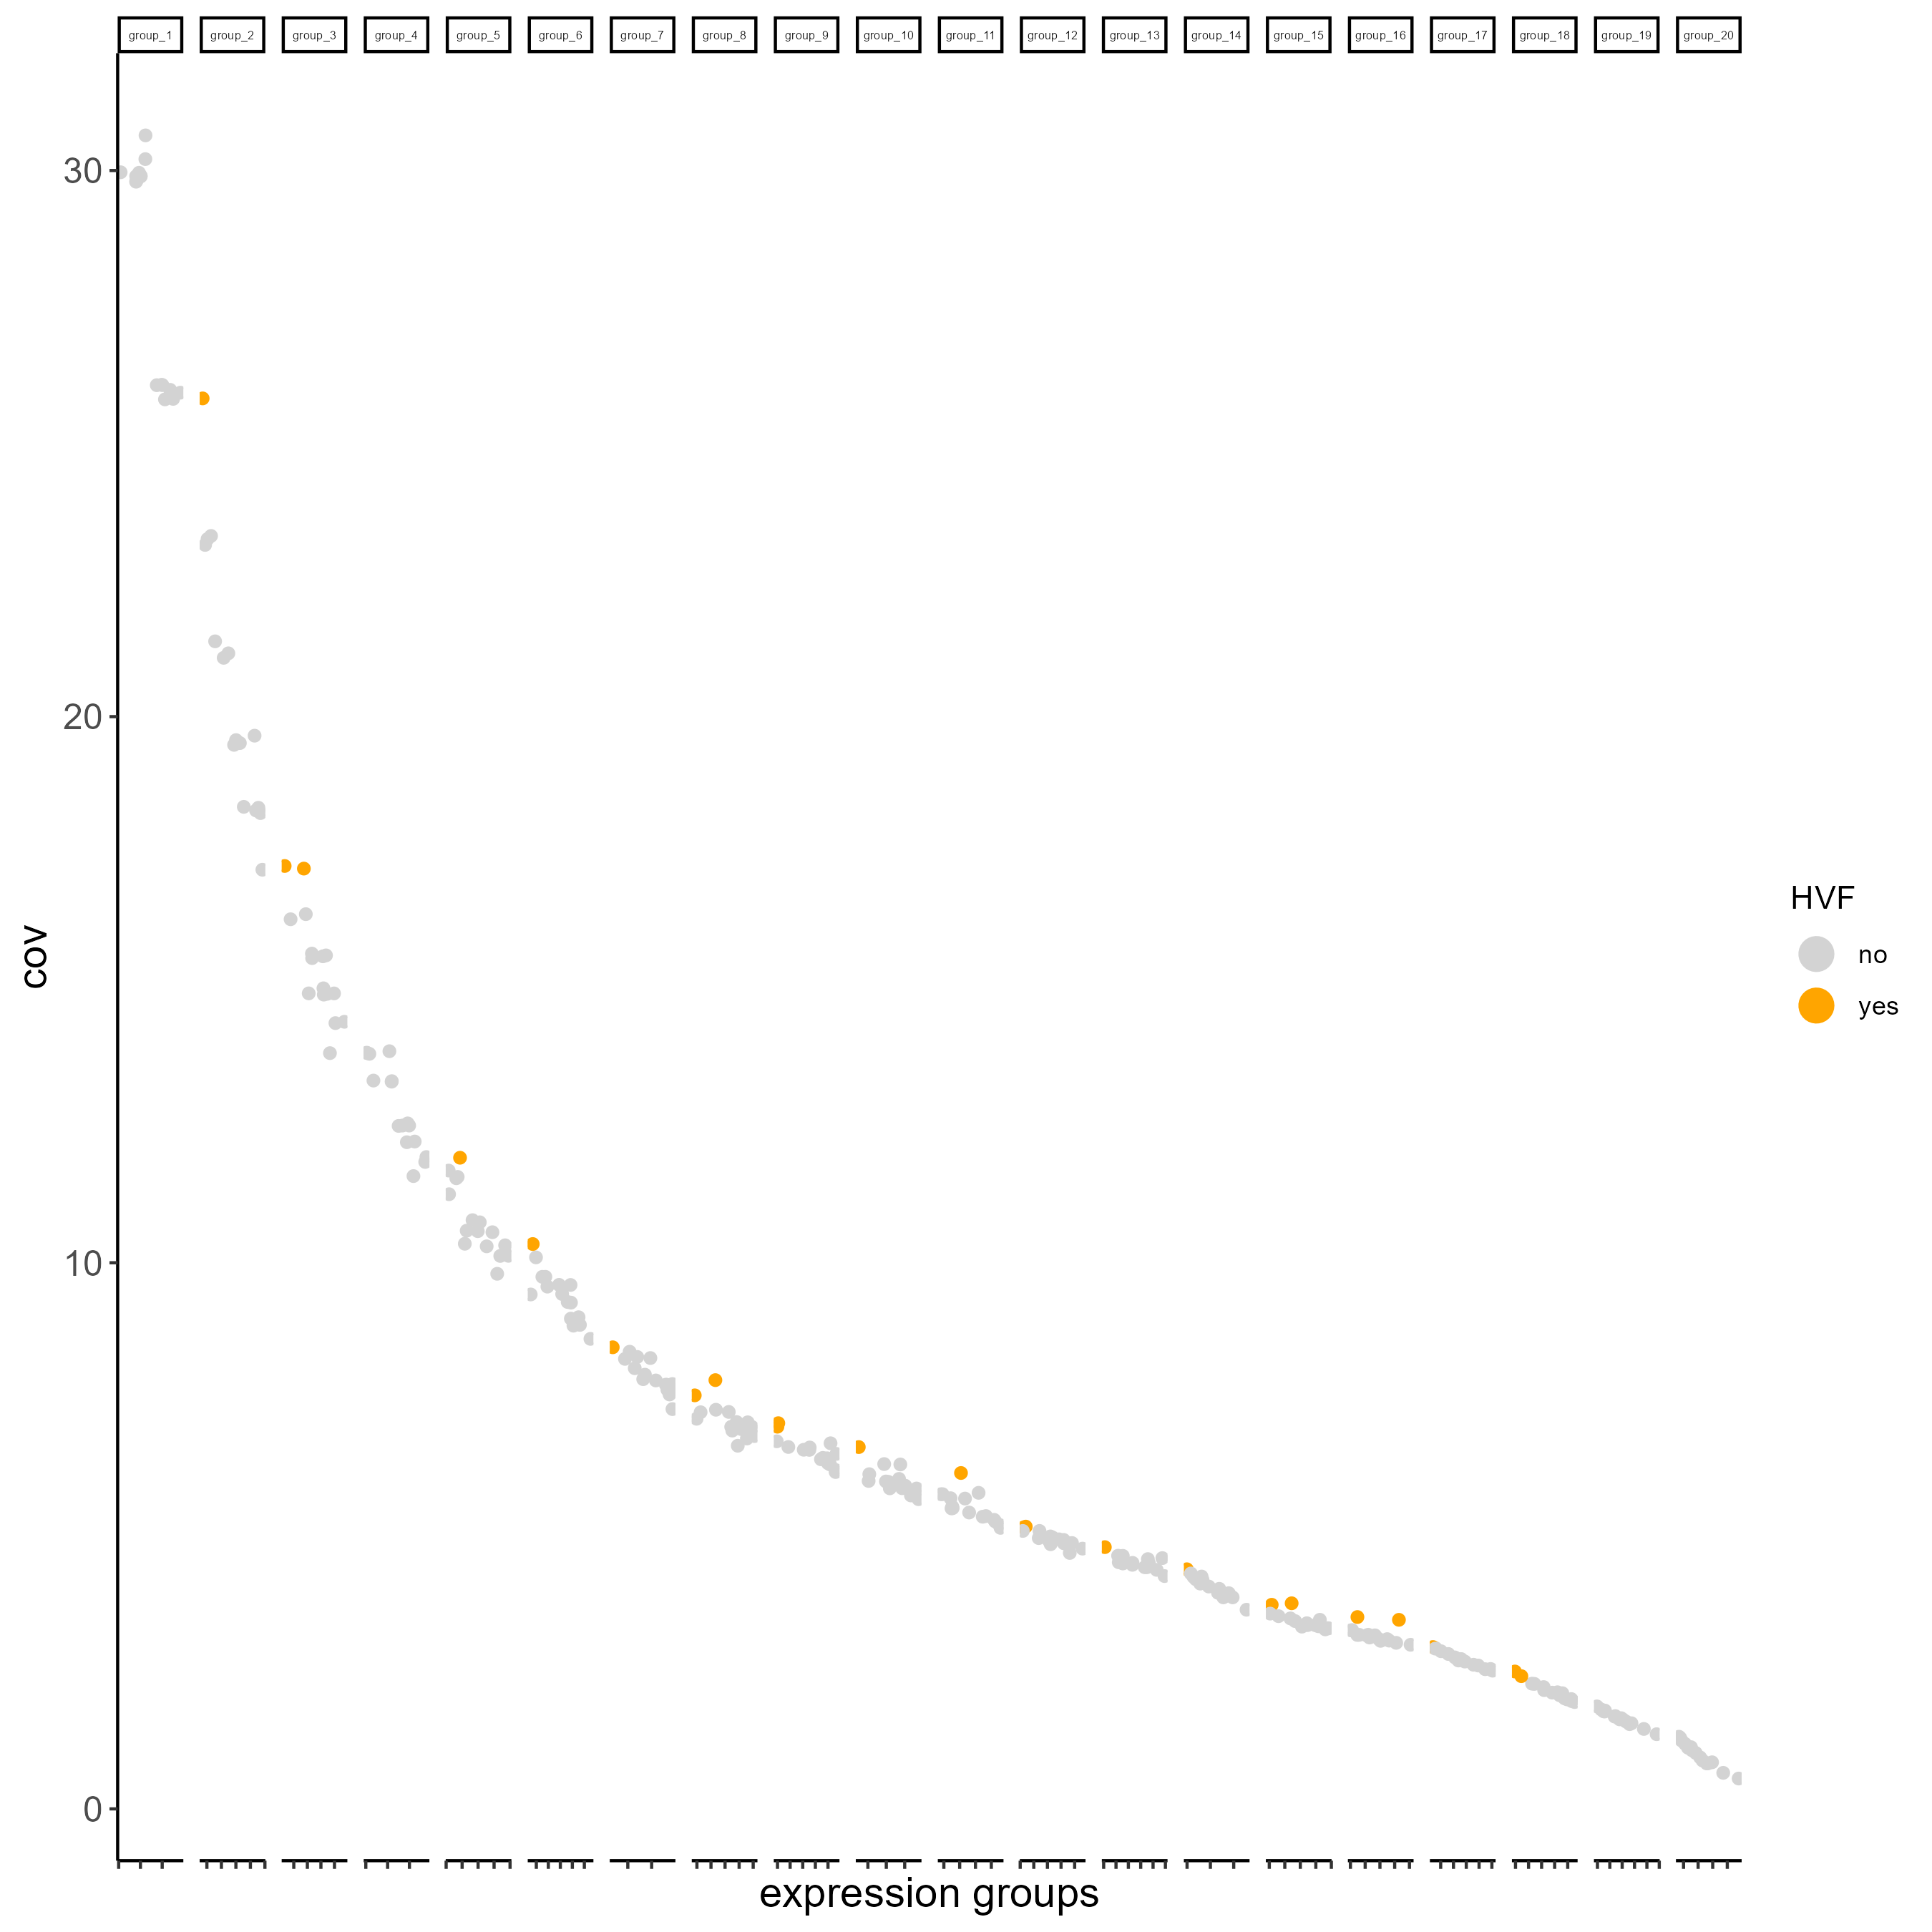 group_1 group_2 group_3 group_4 group_5 group_6 group_7 group_8 group_9 group_10 group_11 group_12 group_13 group_14 group_15 group_16 group_17 group_18 group_19 group_20
30
20
10
0
cov
expression groups
HVF
no
yes